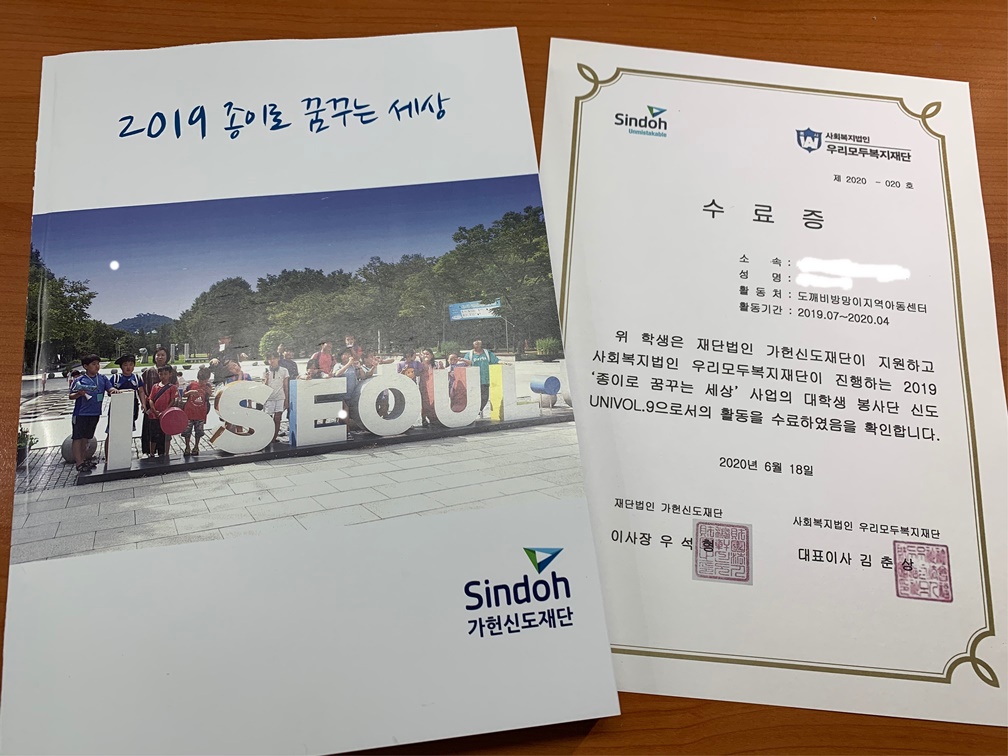 2019 종이로 꿈꾸는 세상
I SEOUL
Sindoh
가헌신도재단
Sindoh
Unmistakable
사회복지법인
우리모두복지재단
제 2020 - 020 호
수 료 증
소 속 :
성 명 :
활 동 처 : 도깨비방망이지역아동센터
활동기간 : 2019.07~2020.04
위 학생은 재단법인 가헌신도재단이 지원하고
사회복지법인 우리모두복지재단이 진행하는 2019
‘종이로 꿈꾸는 세상’ 사업의 대학생 봉사단 신도
UNIVOL.9으로서의 활동을 수료하였음을 확인합니다.
2020년 6월 18일
재단법인 가헌신도재단
이사장 우 석 형
사회복지법인 우리모두복지재단
대표이사 김 춘 상